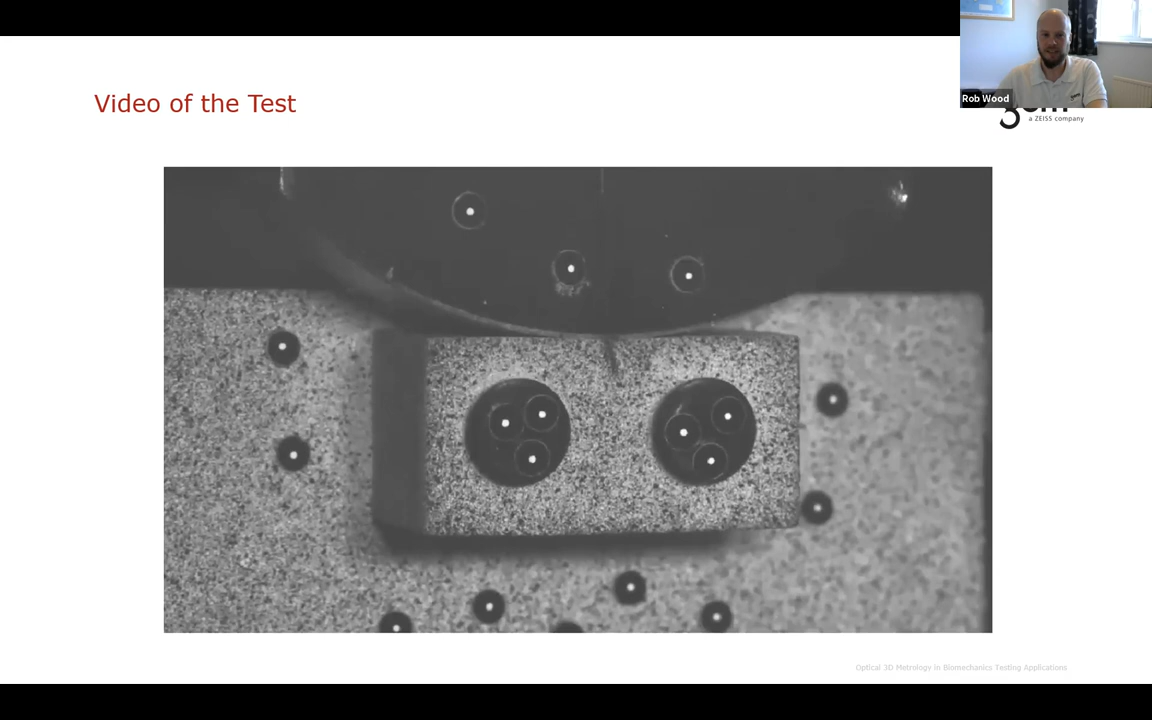 Video of the Test
Rob Wood
a ZEISS company
Optical 3D Metrology in Biomechanics Testing Applications